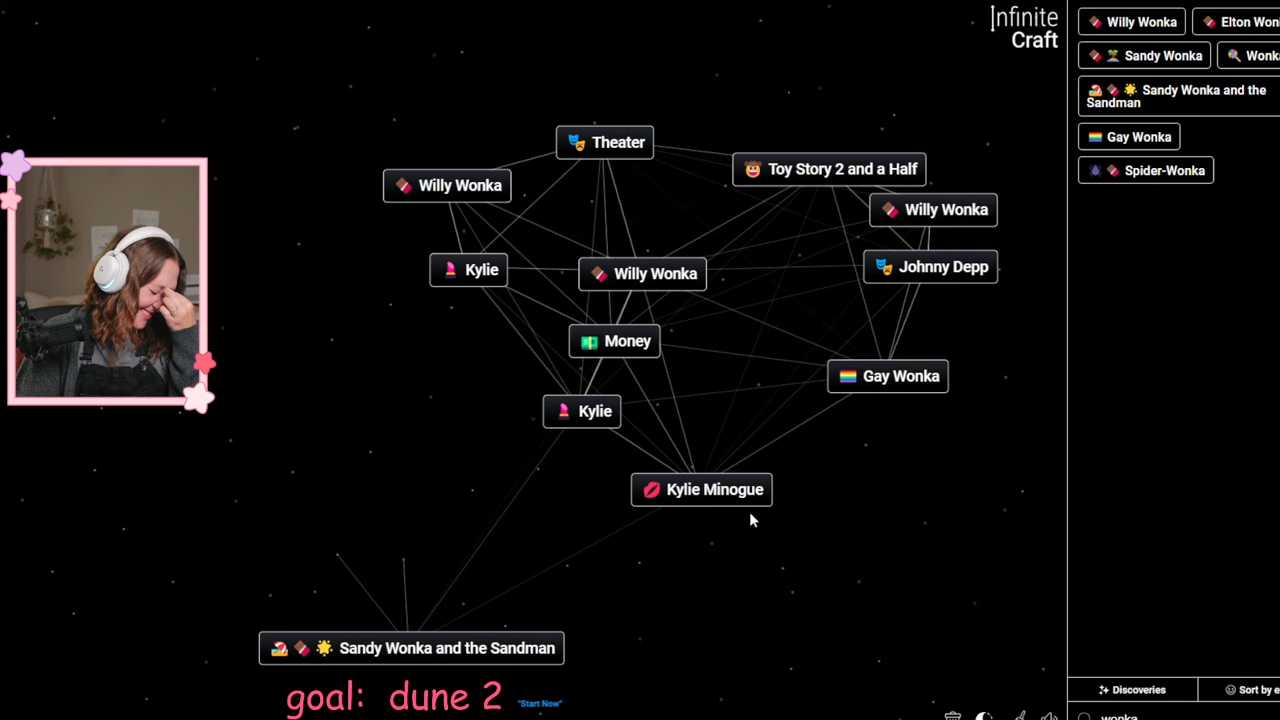 Infinite
Craft
Theater
Toy Story 2 and a Half
Willy Wonka
Willy Wonka
Kylie
Willy Wonka
Johnny Depp
Money
Gay Wonka
Kylie
Kylie Minogue
Sandy Wonka and the Sandman
goal: dune 2
"Start Now"
Willy Wonka
Elton Won
Sandy Wonka
Wonk
Sandy Wonka and the
Sandman
Gay Wonka
Spider-Wonka
Discoveries
Sort by e
wonka